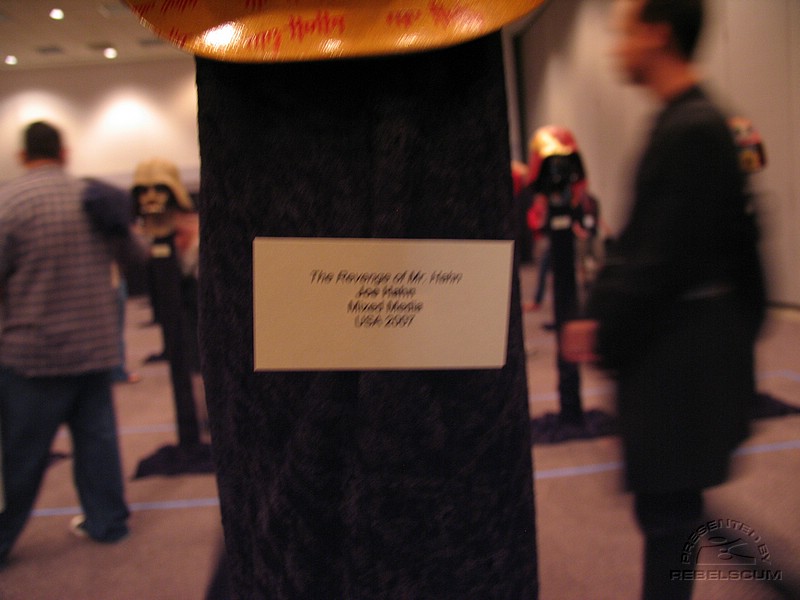 The Revenge of Mr. Hahn
Joe Hahn
Mixed Media
USA 2007
PRESENTED BY
REBELSCUM